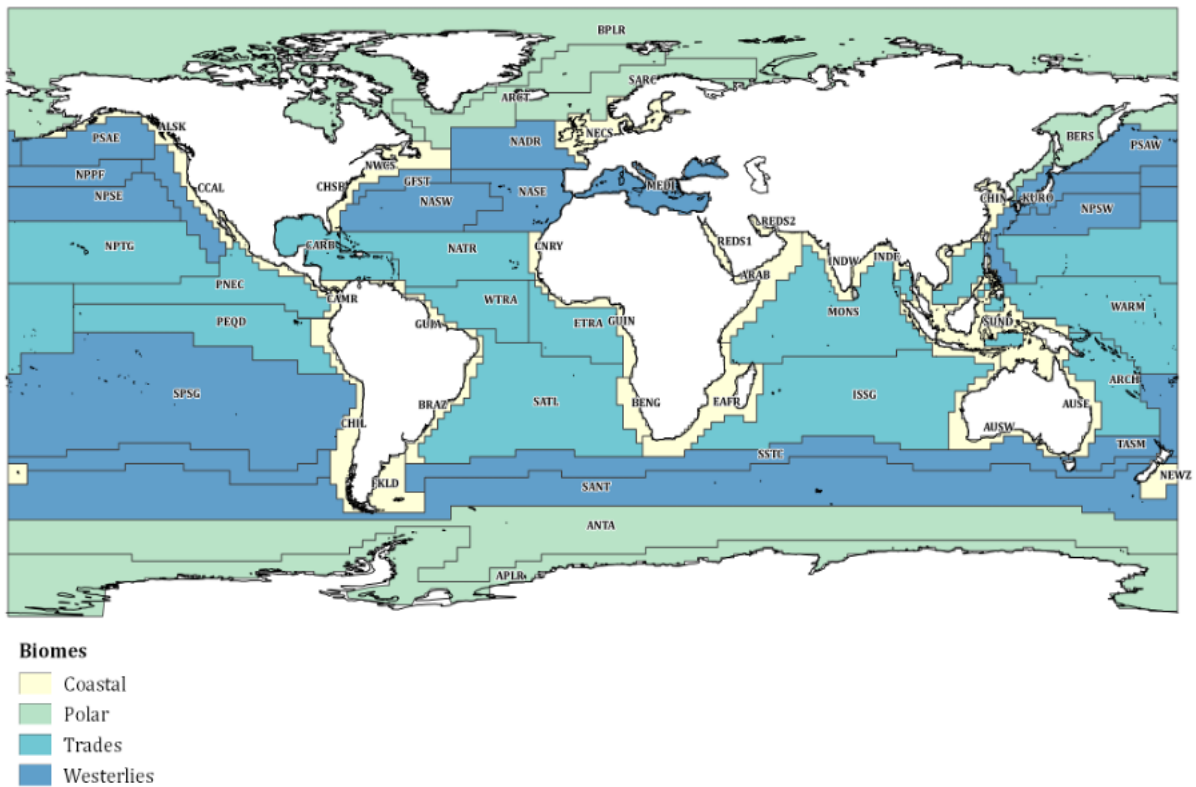 BPLR
SARC
ARCT
ALSK
PSAE
NADR
NECS
BERS
PSAW
NWCS
NPPF
GFST
MEDI
CCAL
CHSB
NASE
NPSE
NASW
CHIN
KURO
NPSW
REDS2
REDS1
NPTG
CARB
NATR
CNRY
INDW
INDE
ARAB
PNEC
CAMR
WTRA
MONS
WARM
PEQD
GUIA
ETRA
GUIN
SUND
SPSG
ARCH
ISSG
SATL
BENG
EAFR
BRAZ
AUSE
CHIL
AUSW
TASM
SSTC
NEWZ
FKLD
SANT
ANTA
APLR
Biomes
Coastal
Polar
Trades
Westerlies